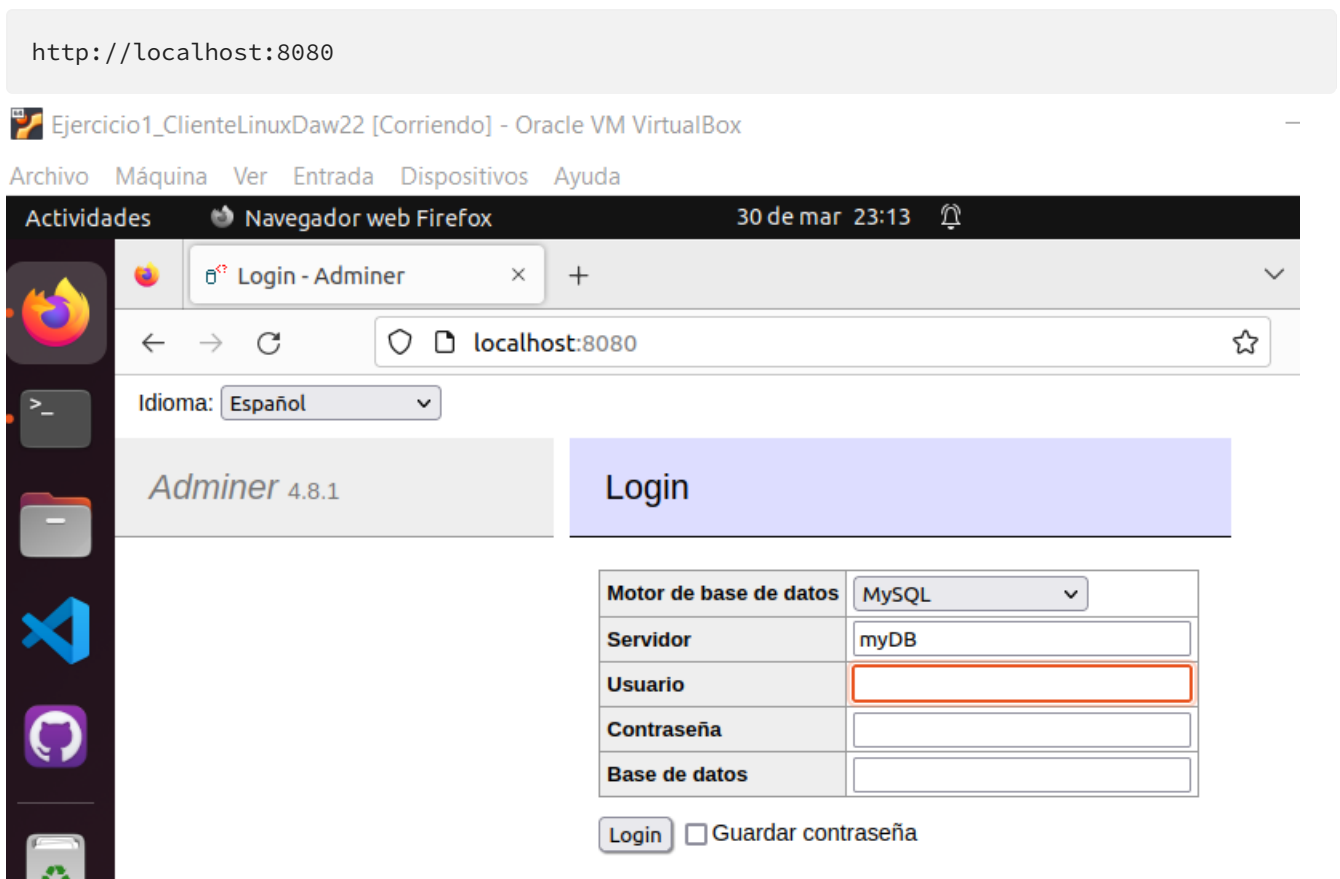 http://localhost:8080
Ejercicio1_ClienteLinuxDaw22 [Corriendo] - Oracle VM VirtualBox
Archivo Máquina Ver Entrada Dispositivos Ayuda
Actividades Navegador web Firefox 30 de mar 23:13
Login - Adminer
localhost:8080
Idioma: Español
Adminer 4.8.1
Login
Motor de base de datos MySQL
Servidor myDB
Usuario
Contraseña
Base de datos
Login Guardar contraseña